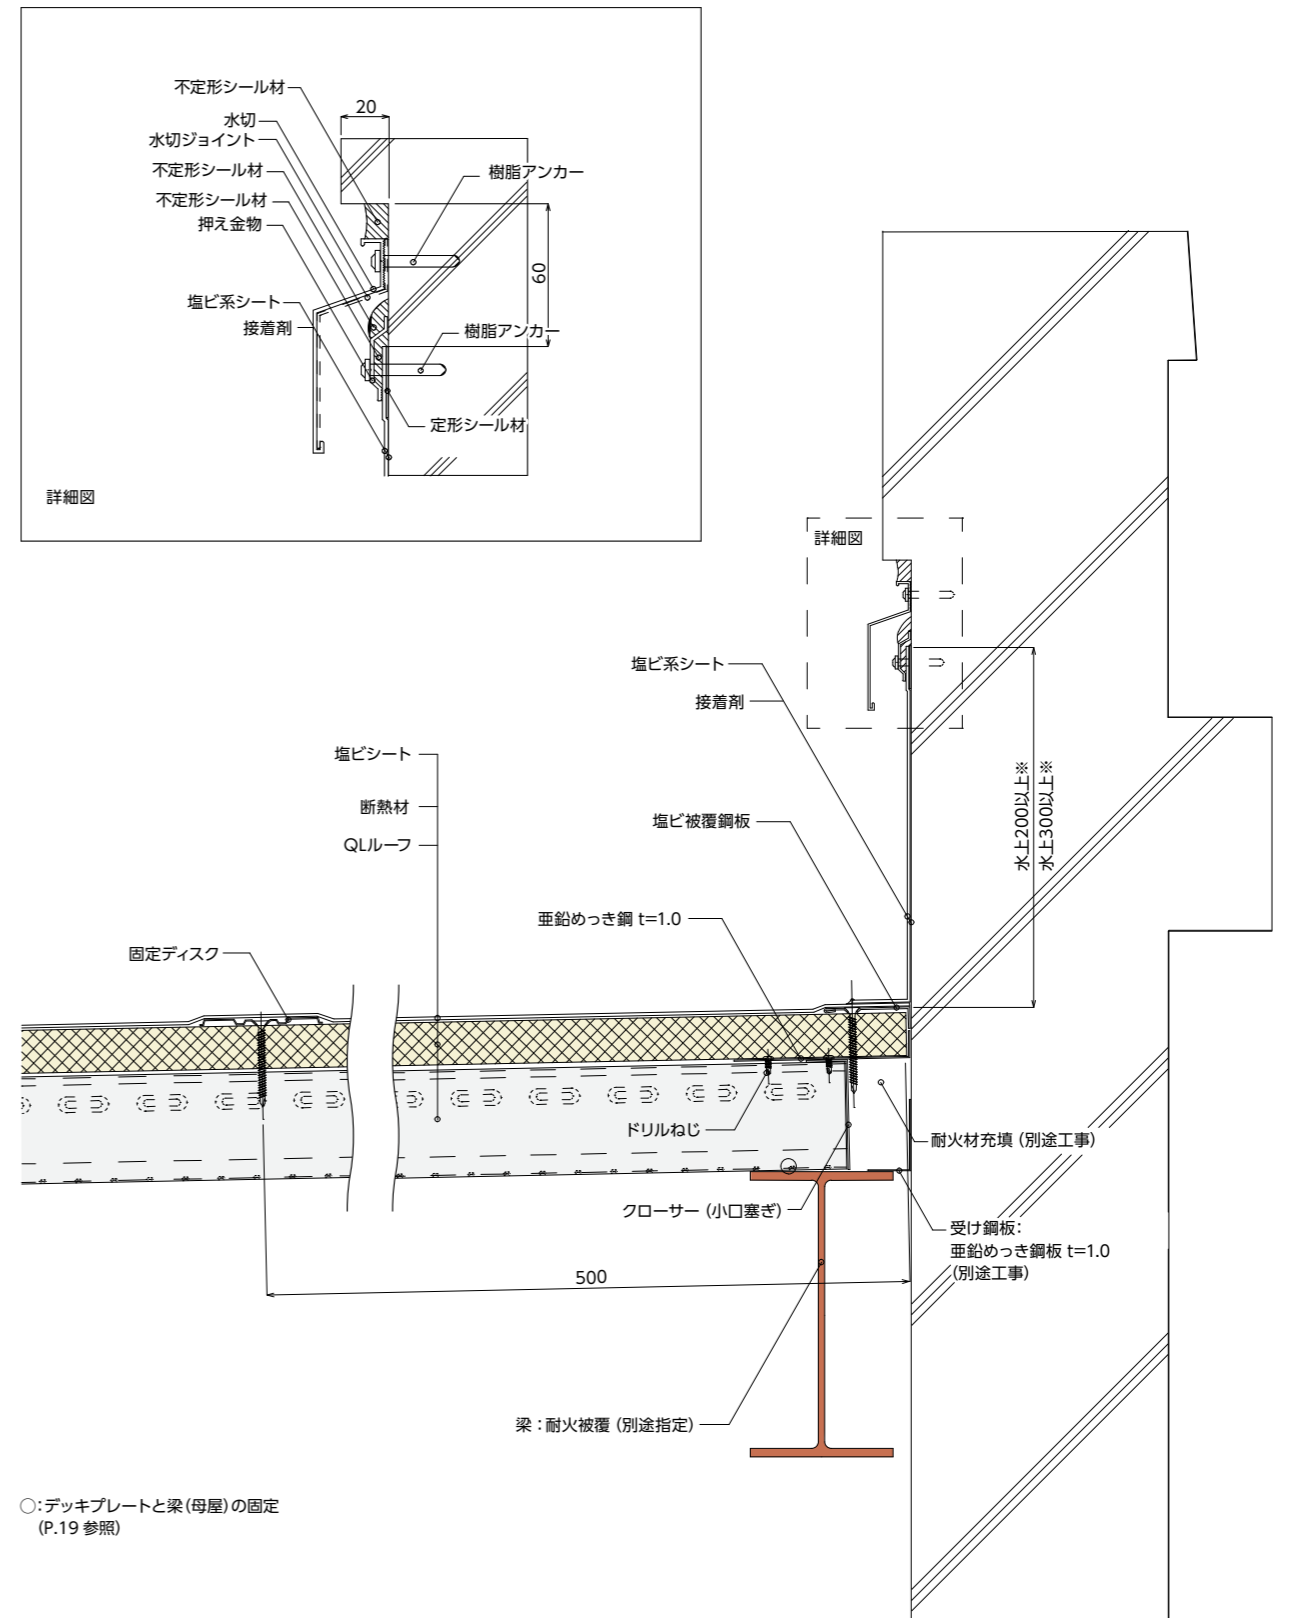 不定形シール材
20
水切
水切ジョイント
不定形シール材
樹脂アンカー
不定形シール材
押え金物
60
塩ビ系シート
接着剤
樹脂アンカー
定形シール材
詳細図
詳細図
塩ビ系シート
接着剤
塩ビシート
断熱材
QLルーフ
塩ビ被覆鋼板
水上200以上※
水上300以上※
亜鉛めっき鋼 t=1.0
固定ディスク
ドリルねじ
耐火材充填 (別途工事)
クローサー (小口塞ぎ)
受け鋼板:
亜鉛めっき鋼板 t=1.0
(別途工事)
500
梁:耐火被覆 (別途指定)
○:デッキプレートと梁(母屋)の固定
(P.19 参照)